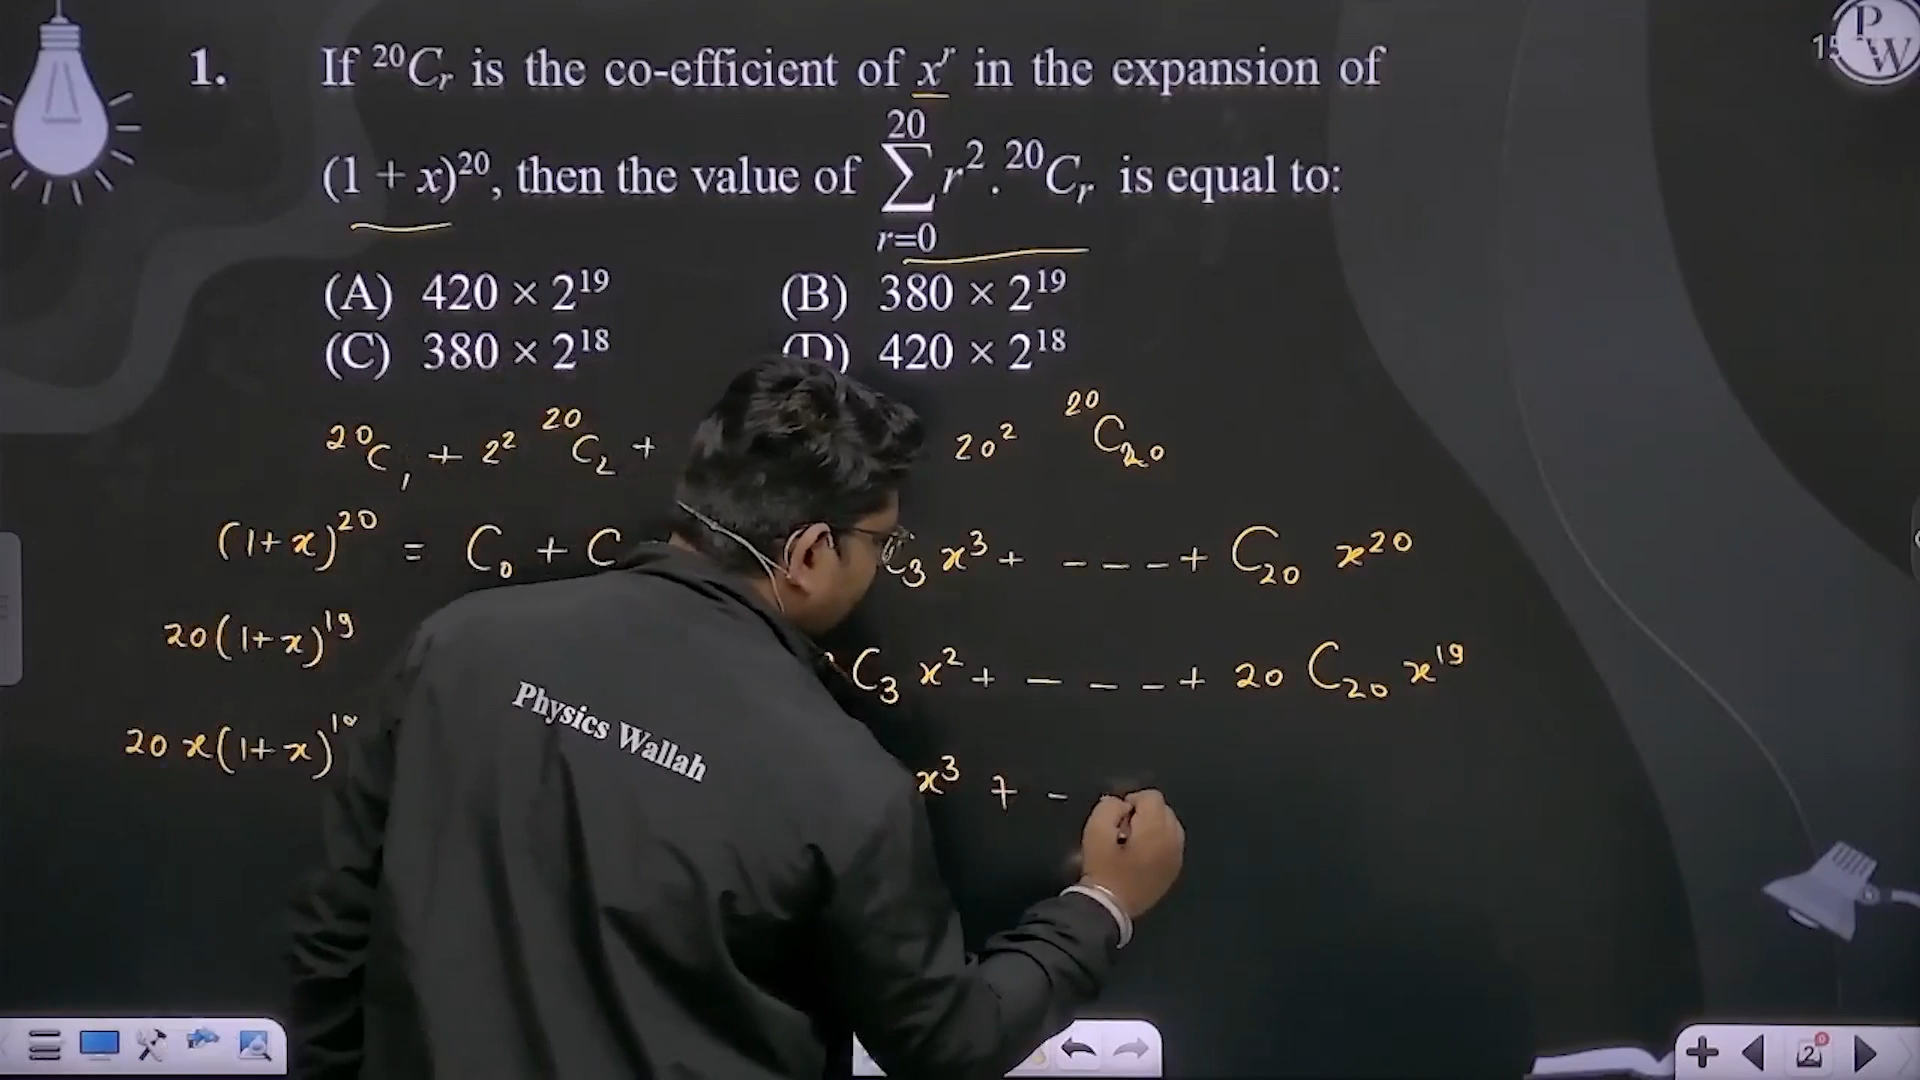 1. If ²⁰Cᵣ is the co-efficient of xʳ in the expansion of
(1 + x)²⁰, then the value of ∑ᵣ₌₀²⁰ r².²⁰Cᵣ is equal to:
(A) 420 × 2¹⁹ (B) 380 × 2¹⁹
(C) 380 × 2¹⁸ (D) 420 × 2¹⁸
²⁰C₁ + 2² ²⁰C₂ + 20² ²⁰C₂₀
(1+x)²⁰ = C₀ + C C₃ x³ + - - - + C₂₀ x²⁰
20(1+x)¹⁹ C₃ x² + - - - + 20 C₂₀ x¹⁹
20 x(1+x) x³ + -
Physics Wallah
PW
2